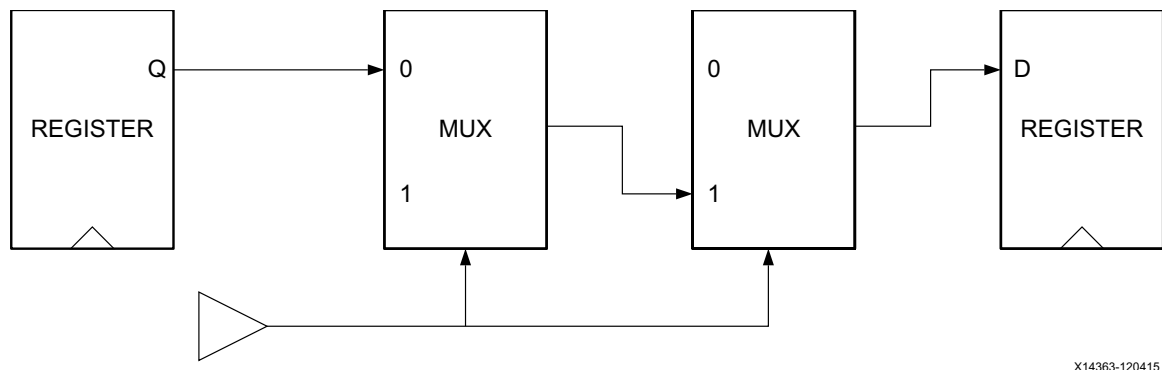 Q
0
0
D
REGISTER
MUX
MUX
REGISTER
1
1
X14363-120415